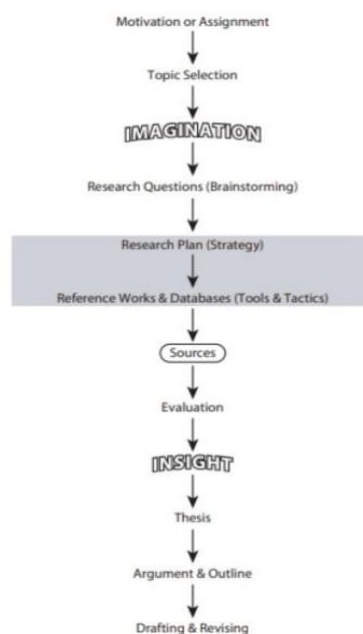 Motivation or Assignment
Topic Selection
IMAGINATION
Research Questions (Brainstorming)
Research Plan (Strategy)
Reference Works & Databases (Tools & Tactics)
Sources
Evaluation
INSIGHT
Thesis
Argument & Outline
Drafting & Revising